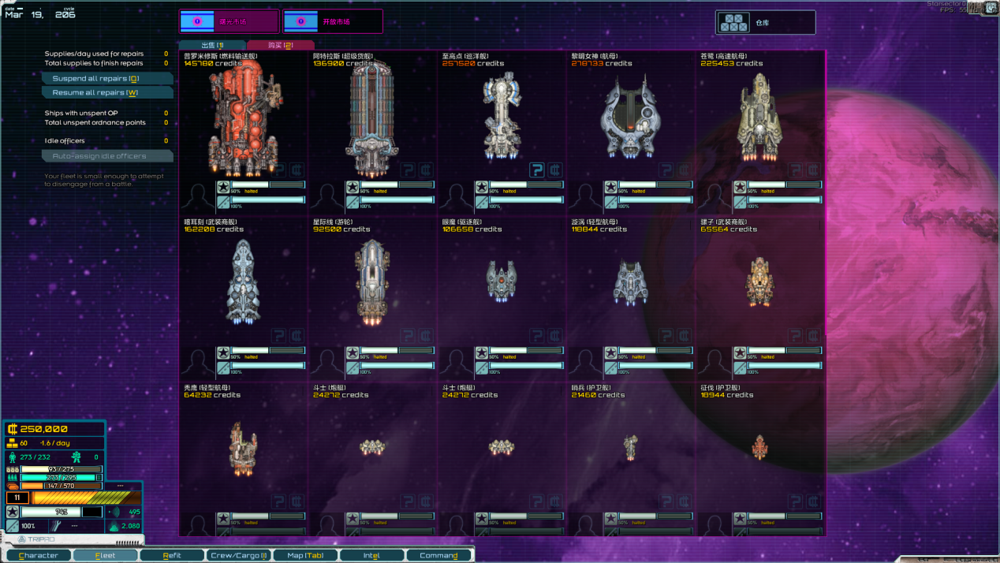 date
cycle
Mar 19, 206
曙光市场
开放市场
仓库
出售 [1]
购买 [2]
Supplies/day used for repairs 0
Total supplies to finish repairs 0
Suspend all repairs [Q]
Resume all repairs [W]
Ships with unspent OP 0
Total unspent ordnance points 0
Idle officers 0
Auto-assign idle officers
Your fleet is small enough to attempt
to disengage from a battle.
普罗米修斯 (燃料输送舰)
145780 credits
阿特拉斯 (超级货舰)
136900 credits
至高点 (巡洋舰)
257520 credits
黎明女神 (航母)
278733 credits
苍鹭 (高速航母)
225453 credits
50% halted
100%
50% halted
100%
50% halted
100%
50% halted
100%
50% halted
100%
喀耳刻 (武装商舰)
162208 credits
星际线 (游轮)
92500 credits
眼魔 (驱逐舰)
106658 credits
漩涡 (轻型航母)
118844 credits
骡子 (武装商舰)
65564 credits
50% halted
100%
50% halted
100%
50% halted
100%
50% halted
100%
50% halted
100%
秃鹰 (轻型航母)
64232 credits
斗士 (炮艇)
24272 credits
斗士 (炮艇)
24272 credits
哨兵 (护卫舰)
21460 credits
征伐 (护卫舰)
18944 credits
50% halted
50% halted
50% halted
50% halted
50% halted
250,000
60 -1.6 / day
273 / 232 0
93 / 275
273 / 295
147 / 570
11
74%
495
100% ---
2,080
TRIPAD
Character
Fleet
Refit
Crew/Cargo [I]
Map [Tab]
Intel
Command